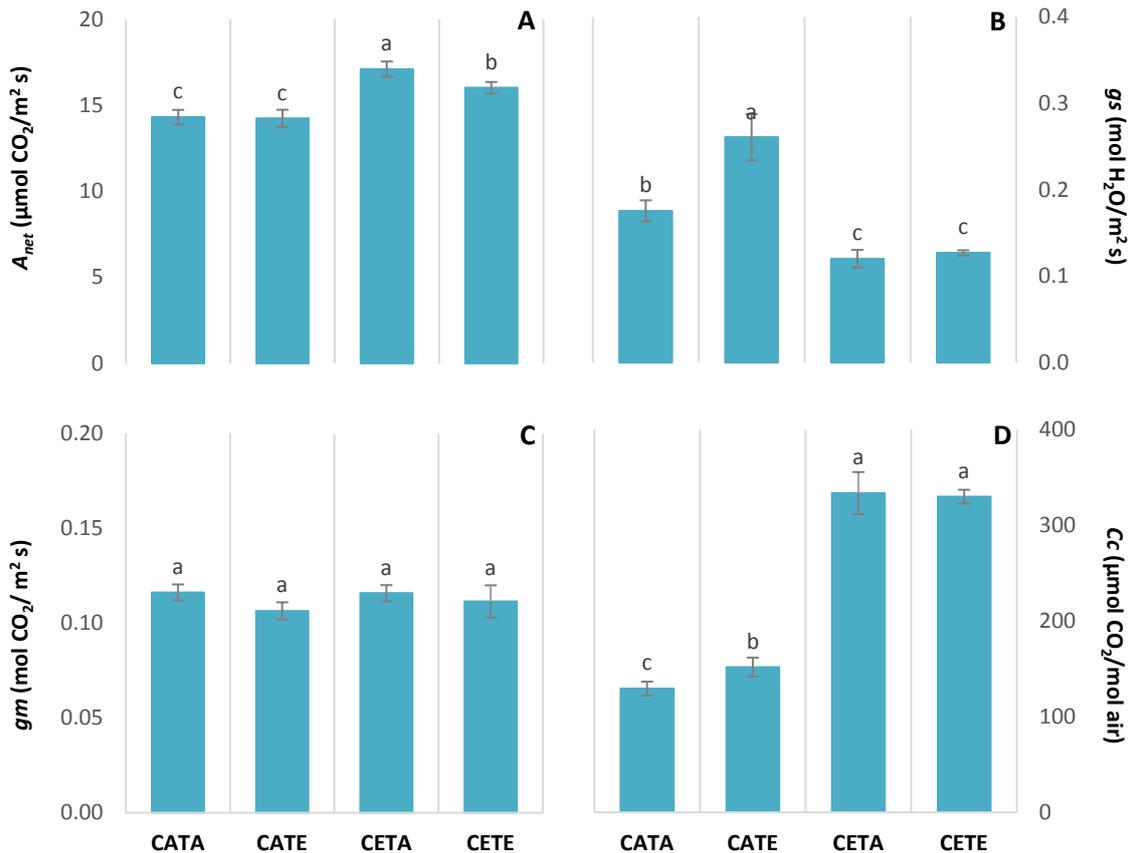 A
20
15
10
5
0
A_net (µmol CO₂/m² s)
c
c
a
b
B
0.4
0.3
0.2
0.1
0.0
gs (mol H₂O/m² s)
b
a
c
c
C
0.20
0.15
0.10
0.05
0.00
gm (mol CO₂/ m² s)
a
a
a
a
CATA CATE CETA CETE
D
400
300
200
100
0
Cc (µmol CO₂/mol air)
c
b
a
a
CATA CATE CETA CETE